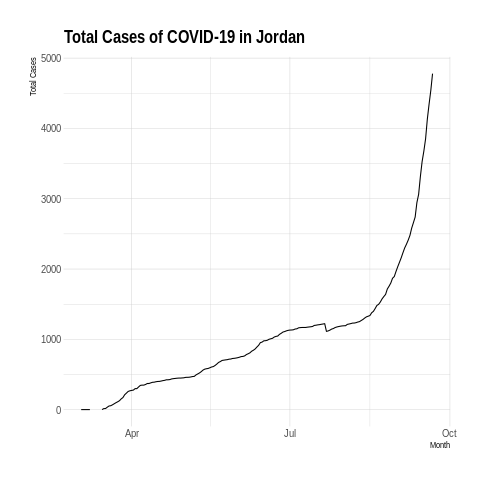 Total Cases of COVID-19 in Jordan
Total Cases
5000
4000
3000
2000
1000
0
Apr
Jul
Oct
Month